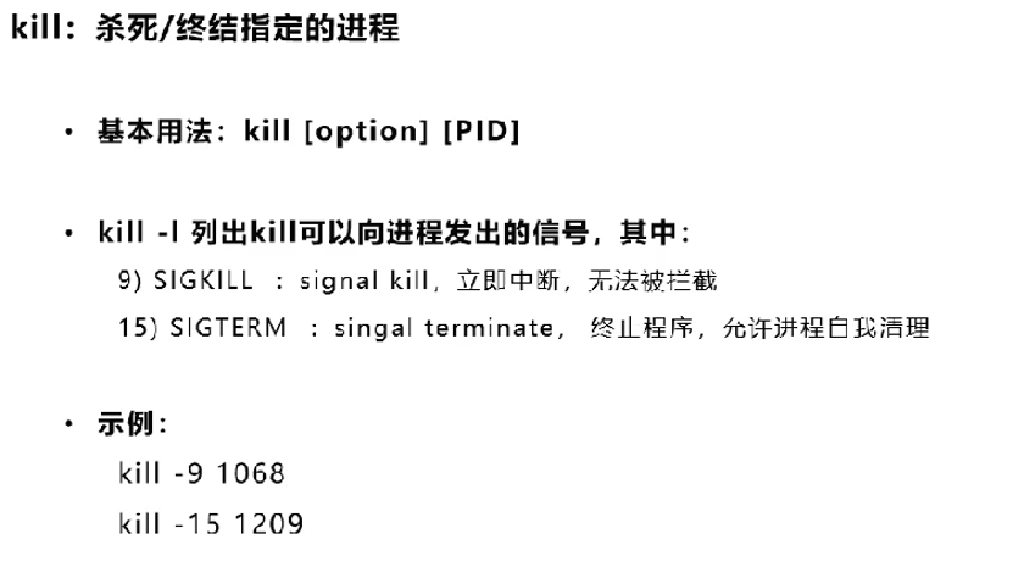 kill：杀死/终结指定的进程
• 基本用法：kill [option] [PID]
• kill -l 列出kill可以向进程发出的信号，其中：
9) SIGKILL ：signal kill，立即中断，无法被拦截
15) SIGTERM ：singal terminate， 终止程序，允许进程自我清理
• 示例：
kill -9 1068
kill -15 1209